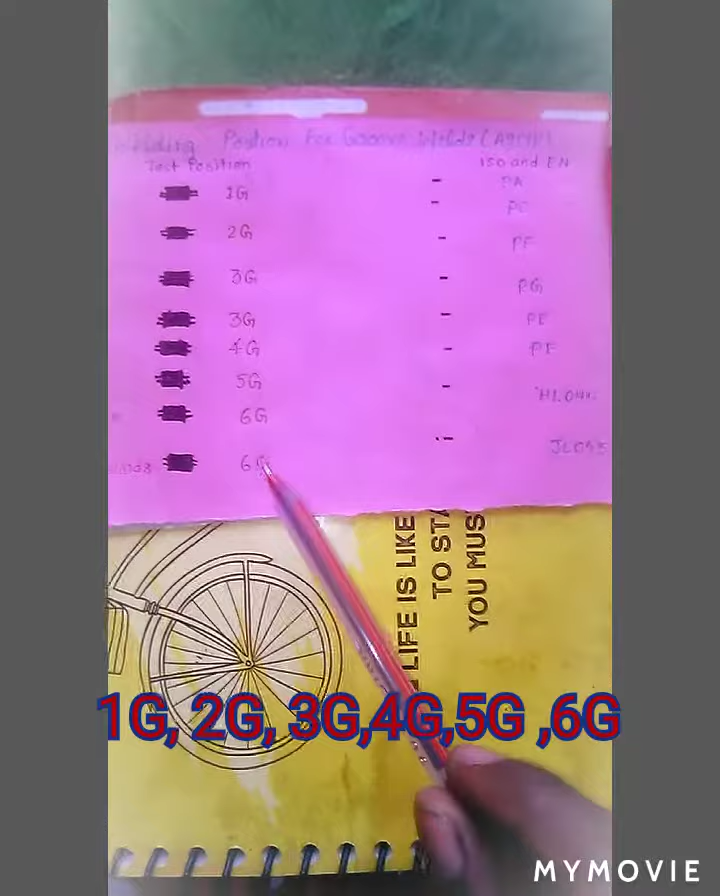 Position For Groove Welds (ASME)
Test Position
ISO and EN
1G - PA
2G - PC
3G - PF
3G - PG
4G - PE
5G - PF
6G - HL045
6G - JL045
LIFE IS LIKE
TO STA
YOU MUS
1G, 2G, 3G,4G,5G ,6G
MYMOVIE